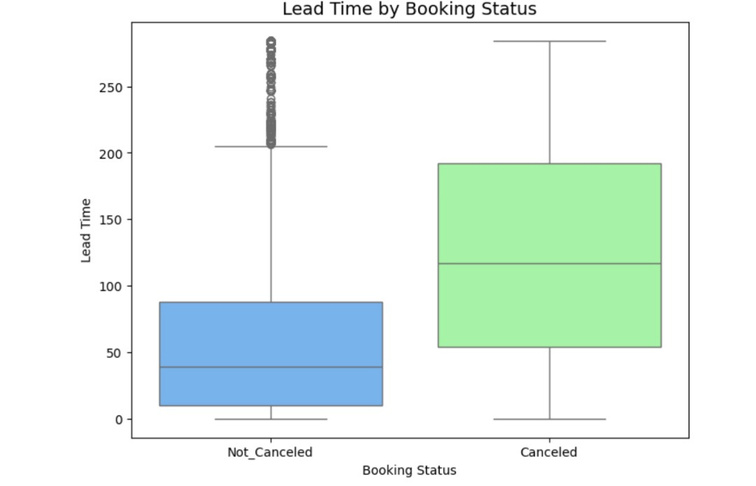 Lead Time by Booking Status
Lead Time
250
200
150
100
50
0
Not_Canceled
Canceled
Booking Status